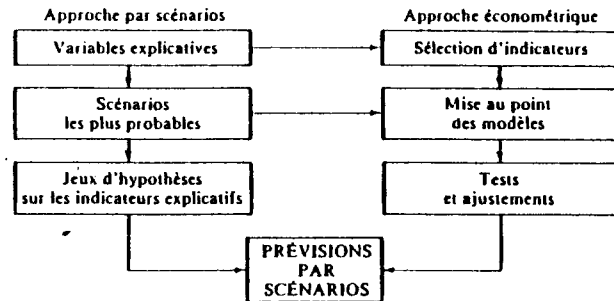 Approche par scénarios
Approche économétrique
Variables explicatives
Sélection d'indicateurs
Scénarios
les plus probables
Mise au point
des modèles
Jeux d'hypothèses
sur les indicateurs explicatifs
Tests
et ajustements
PRÉVISIONS
PAR
SCÉNARIOS